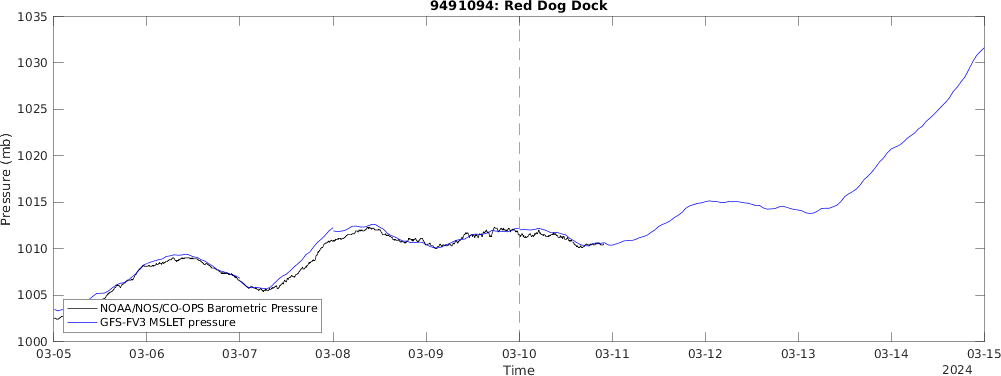 9491094: Red Dog Dock
1035
1030
1025
1020
1015
1010
1005
1000
Pressure (mb)
NOAA/NOS/CO-OPS Barometric Pressure
GFS-FV3 MSLET pressure
03-05 03-06 03-07 03-08 03-09 03-10 03-11 03-12 03-13 03-14 03-15
Time
2024